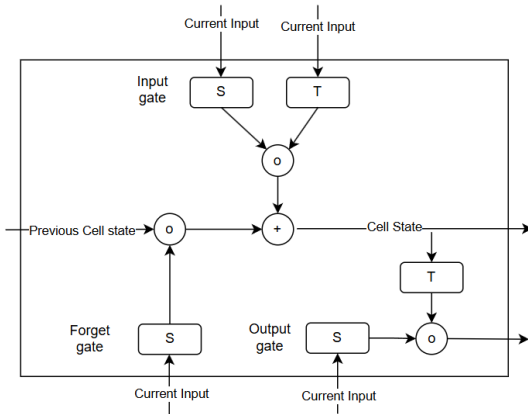 Current Input
Current Input
Input
gate
S
T
o
Previous Cell state
o
+
Cell State
T
Forget
gate
S
Output
gate
S
o
Current Input
Current Input